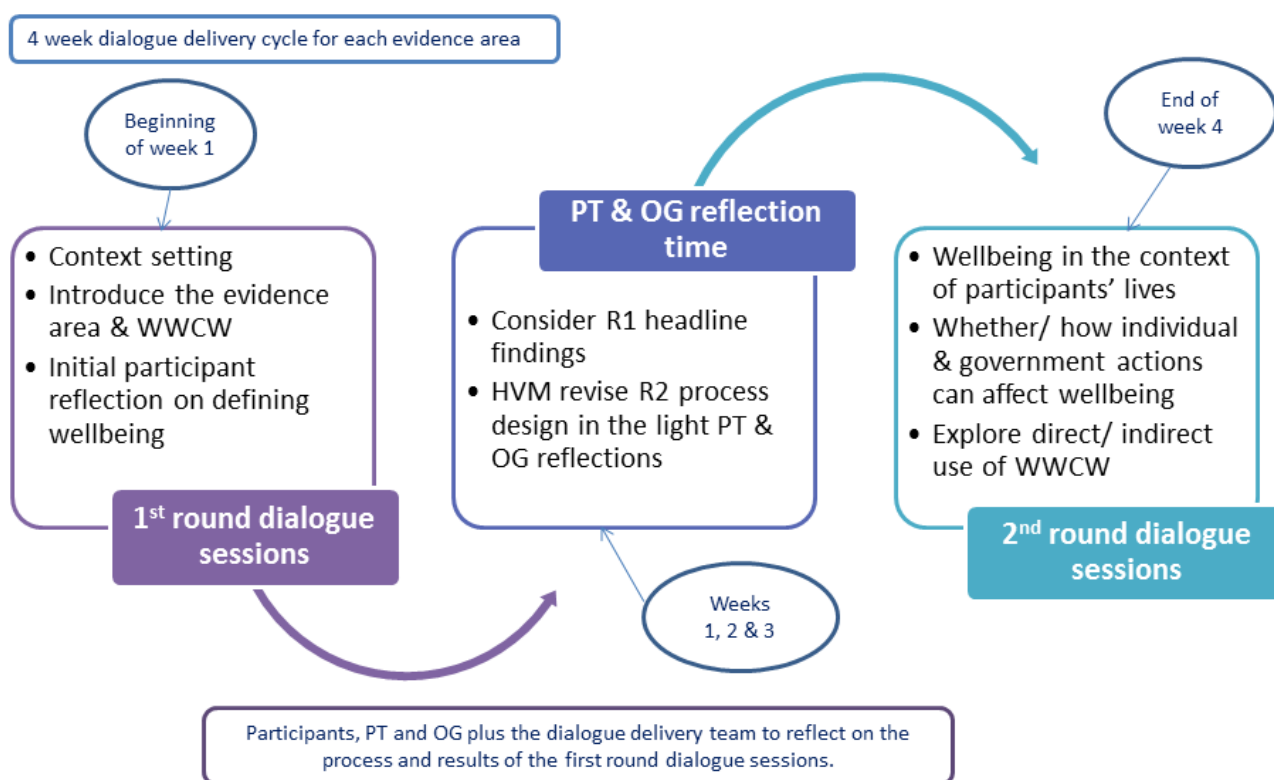 4 week dialogue delivery cycle for each evidence area
Beginning
of week 1
• Context setting
• Introduce the evidence
area & WWCW
• Initial participant
reflection on defining
wellbeing
1st round dialogue
sessions
PT & OG reflection
time
• Consider R1 headline
findings
• HVM revise R2 process
design in the light PT &
OG reflections
Weeks
1, 2 & 3
End of
week 4
• Wellbeing in the context
of participants’ lives
• Whether/ how individual
& government actions
can affect wellbeing
• Explore direct/ indirect
use of WWCW
2nd round dialogue
sessions
Participants, PT and OG plus the dialogue delivery team to reflect on the
process and results of the first round dialogue sessions.